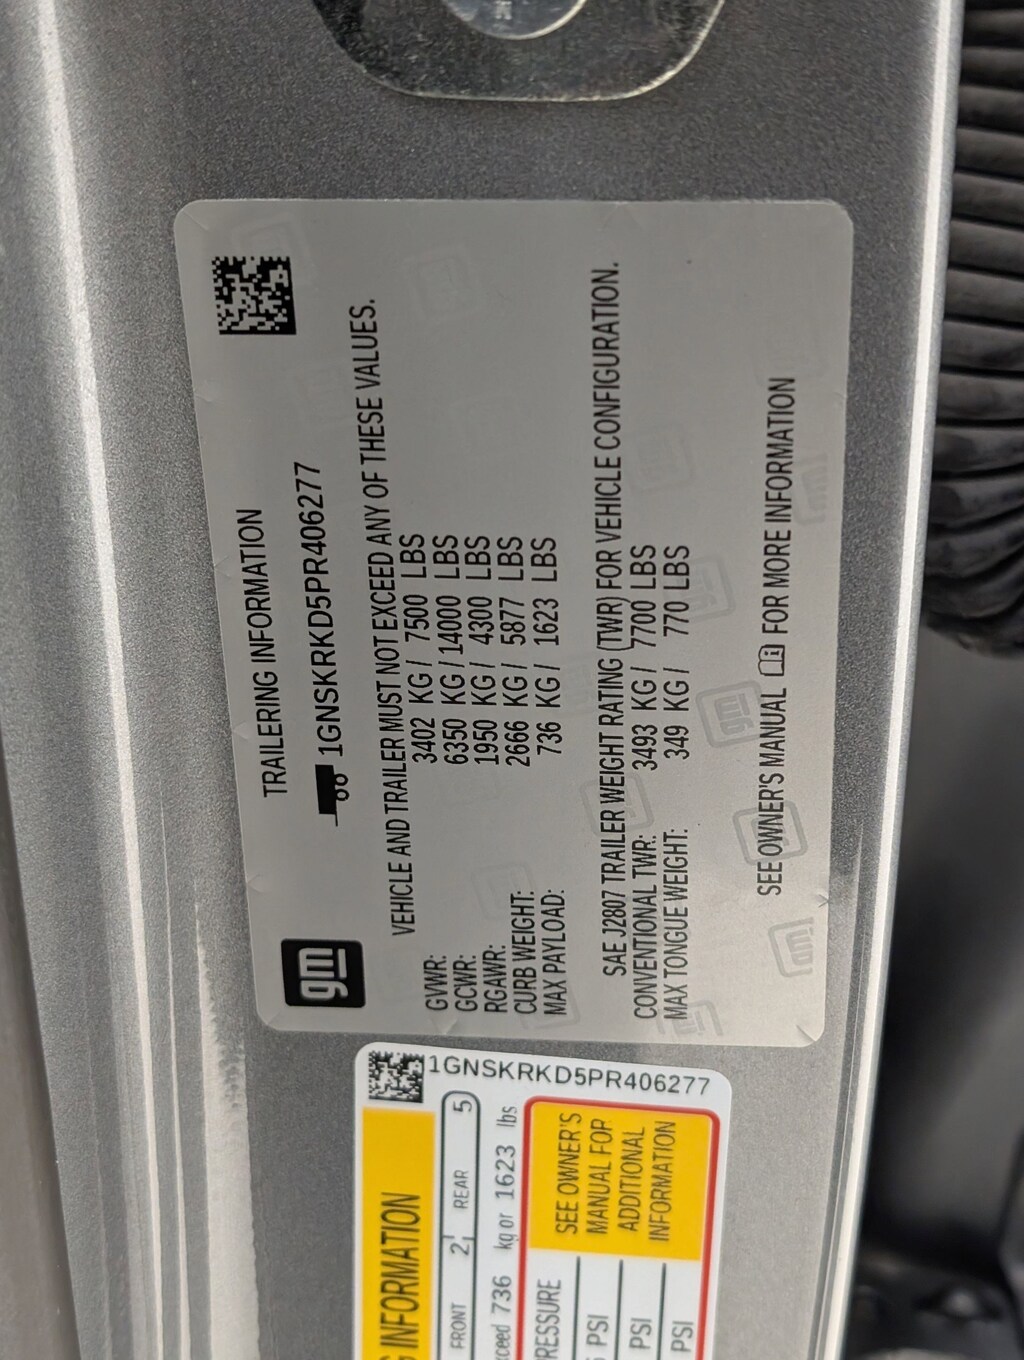 gm
TRAILERING INFORMATION
1GNSKRKD5PR406277
VEHICLE AND TRAILER MUST NOT EXCEED ANY OF THESE VALUES.
GVWR: 3402 KG / 7500 LBS
GCWR: 6350 KG / 14000 LBS
RGAWR: 1950 KG / 4300 LBS
CURB WEIGHT: 2666 KG / 5877 LBS
MAX PAYLOAD: 736 KG / 1623 LBS
SAE J2807 TRAILER WEIGHT RATING (TWR) FOR VEHICLE CONFIGURATION.
CONVENTIONAL TWR: 3493 KG / 7700 LBS
MAX TONGUE WEIGHT: 349 KG / 770 LBS
SEE OWNER'S MANUAL FOR MORE INFORMATION
INFORMATION
1GNSKRKD5PR406277
FRONT 2 REAR 5
736 kg or 1623 lbs
SEE OWNER'S
MANUAL FOR
ADDITIONAL
INFORMATION
PSI
PSI
PSI